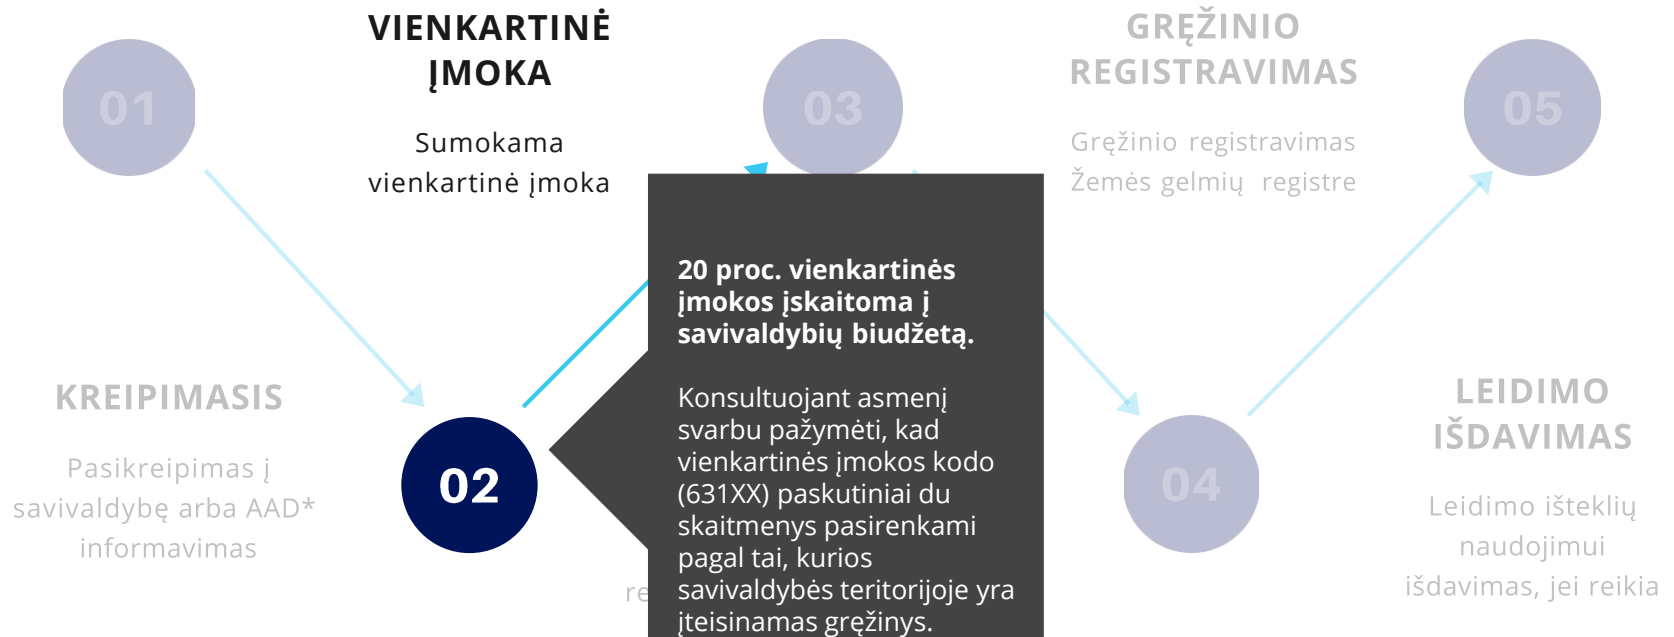 01
KREIPIMASIS
Pasikreipimas į
savivaldybę arba AAD*
informavimas
VIENKARTINĖ
ĮMOKA
Sumokama
vienkartinė įmoka
02
20 proc. vienkartinės
įmokos įskaitoma į
savivaldybių biudžetą.
Konsultuojant asmenį
svarbu pažymėti, kad
vienkartinės įmokos kodo
(631XX) paskutiniai du
skaitmenys pasirenkami
pagal tai, kurios
savivaldybės teritorijoje yra
įteisinamas gręžinys.
03
GRĘŽINIO
REGISTRAVIMAS
Gręžinio registravimas
Žemės gelmių registre
04
05
LEIDIMO
IŠDAVIMAS
Leidimo išteklių
naudojimui
išdavimas, jei reikia